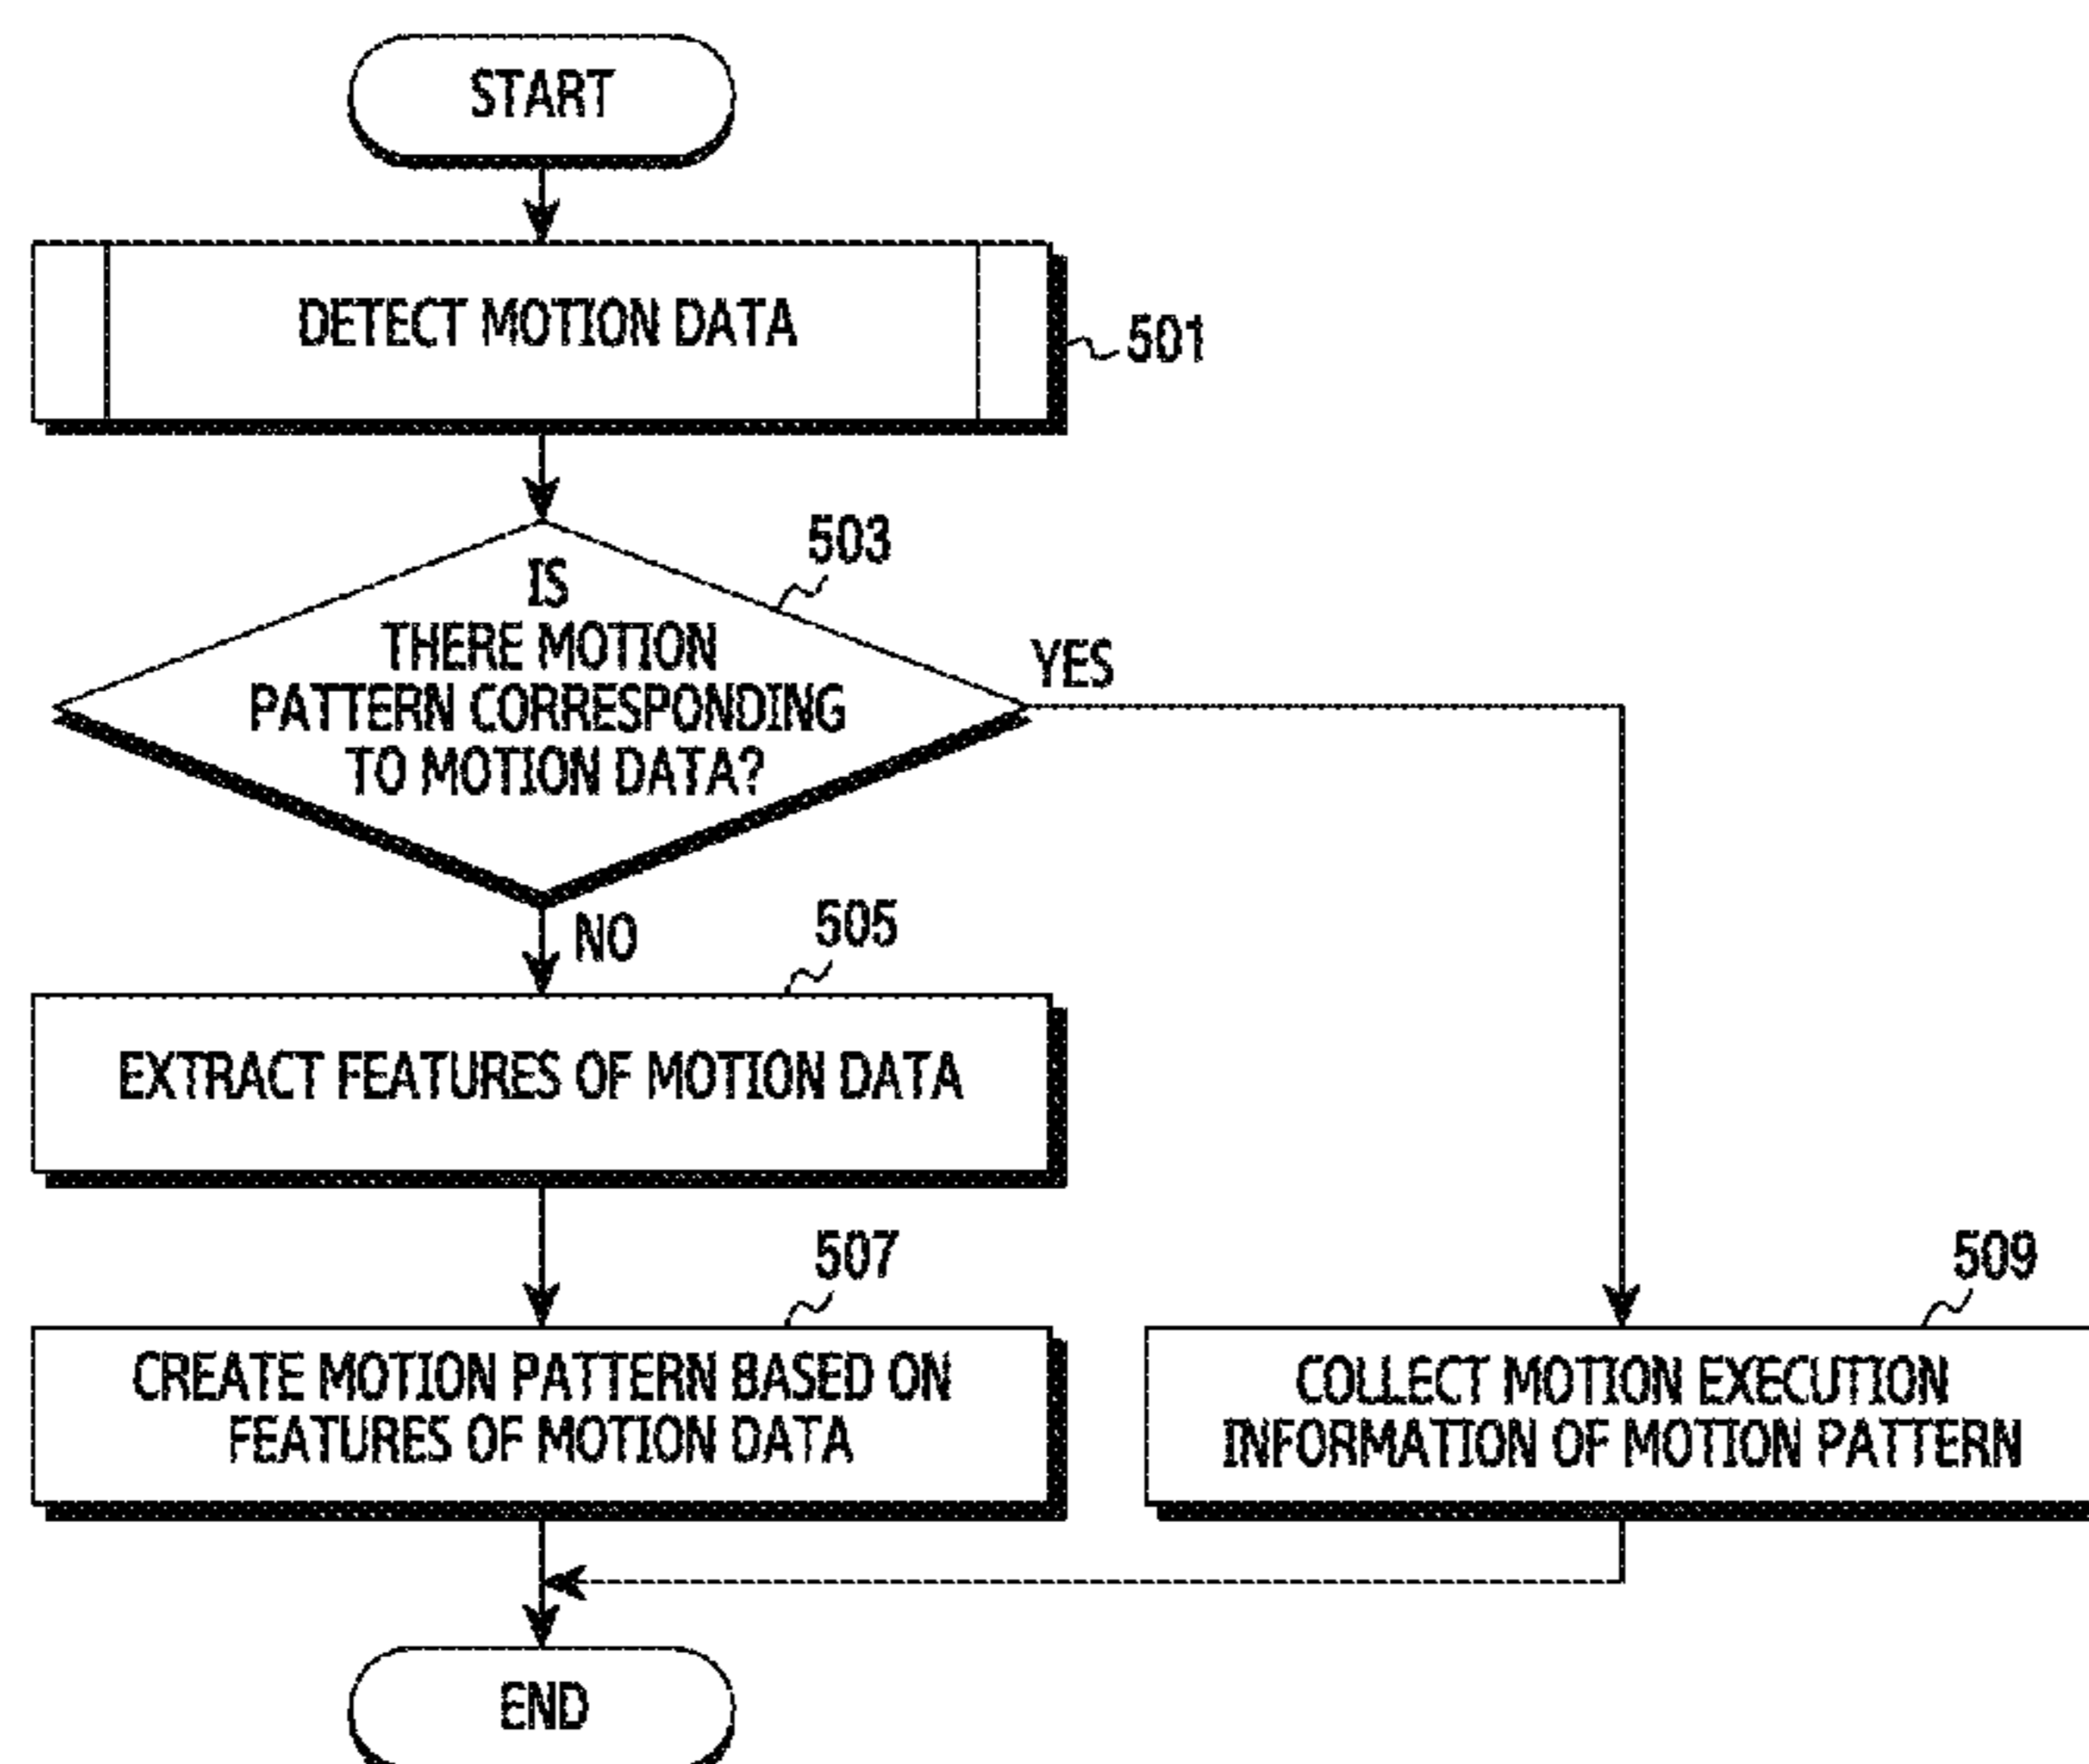 START
DETECT MOTION DATA
501
503
IS
THERE MOTION
PATTERN CORRESPONDING
TO MOTION DATA?
YES
NO
505
EXTRACT FEATURES OF MOTION DATA
507
CREATE MOTION PATTERN BASED ON
FEATURES OF MOTION DATA
509
COLLECT MOTION EXECUTION
INFORMATION OF MOTION PATTERN
END